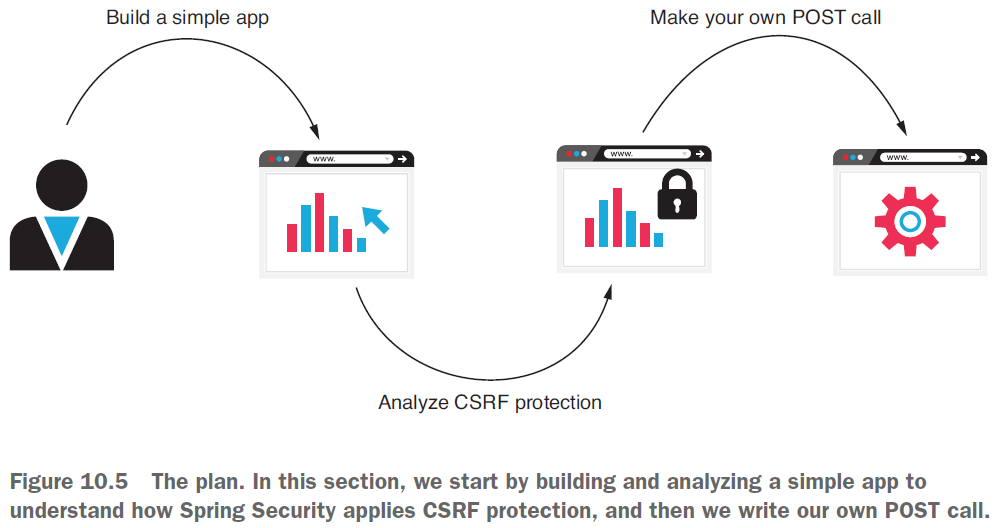 Build a simple app
Make your own POST call
www.
www.
www.
Analyze CSRF protection
Figure 10.5 The plan. In this section, we start by building and analyzing a simple app to
understand how Spring Security applies CSRF protection, and then we write our own POST call.